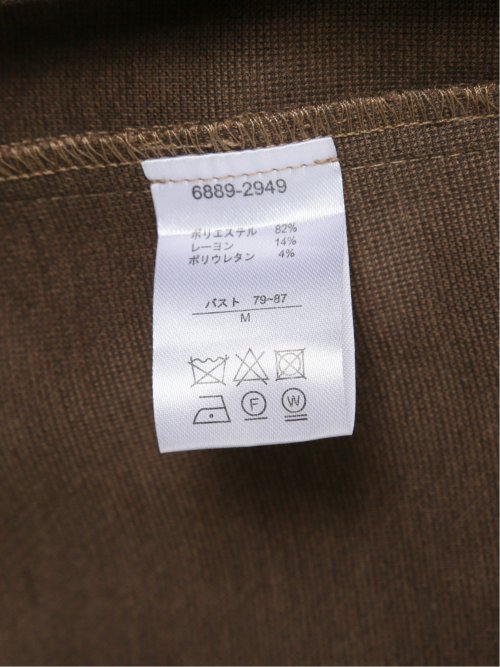 6889-2949
ポリエステル 82%
レーヨン 14%
ポリウレタン 4%
バスト 79~87
M
F W